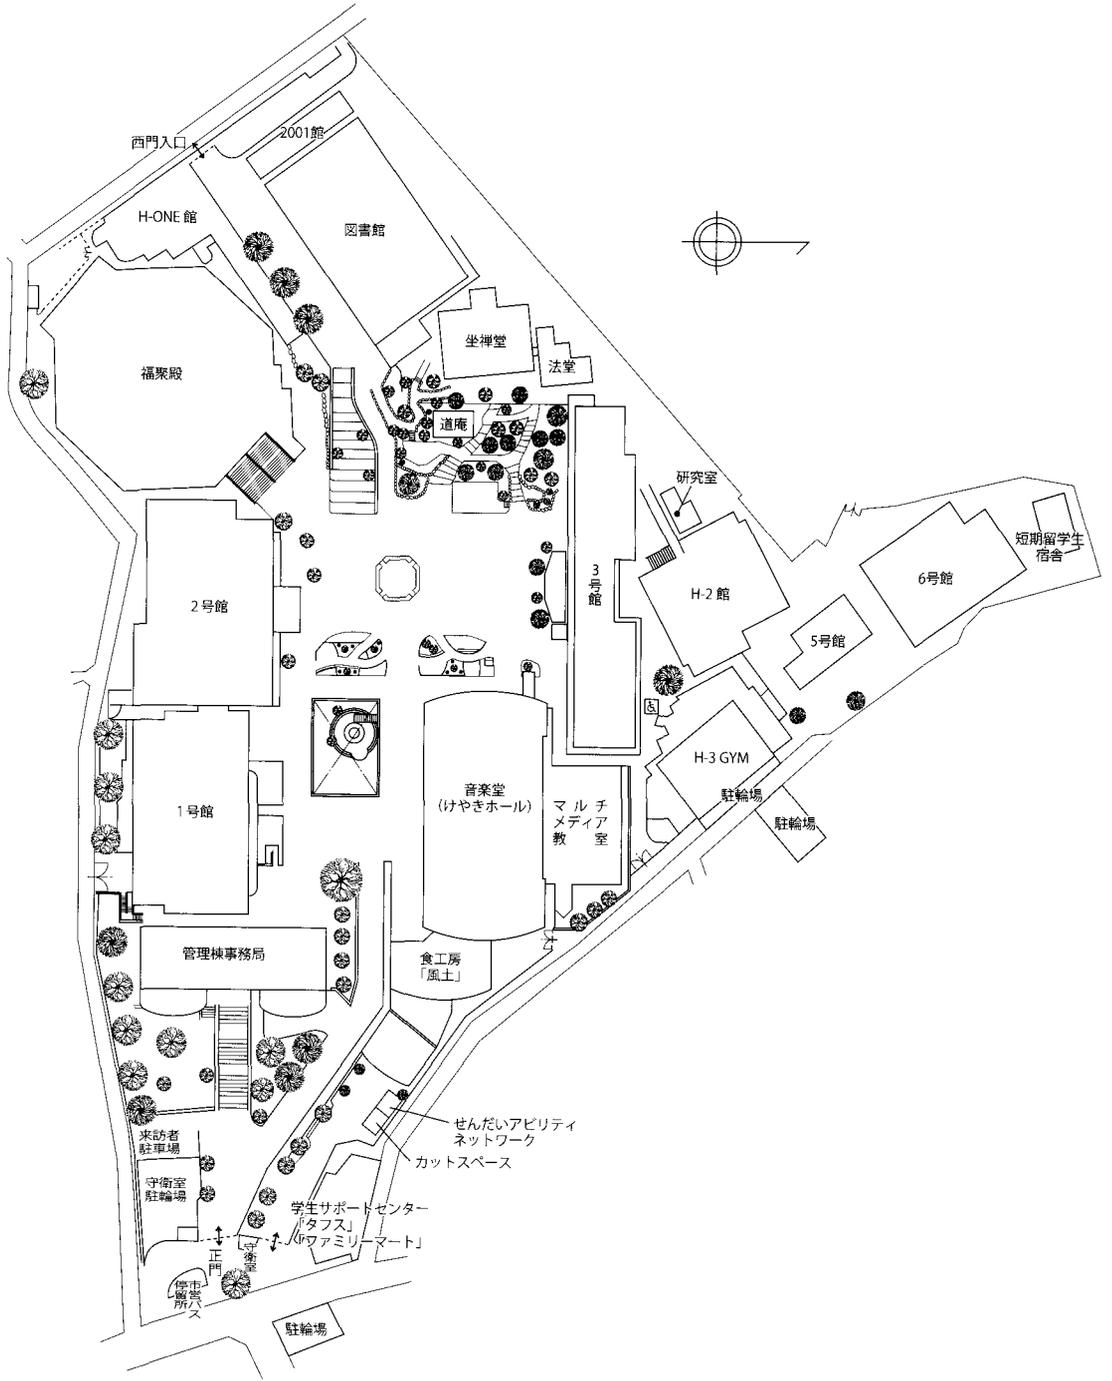 2001館
西門入口
H-ONE 館
図書館
坐禅堂
法堂
福聚殿
道庵
研究室
短期留学生
宿舎
6号館
3号館
H-2 館
2号館
5号館
H-3 GYM
音楽堂
(けやきホール)
マルチ
メディア
教室
駐輪場
駐輪場
1号館
管理棟事務局
食工房
「風土」
せんだいアビリティ
ネットワーク
カットスペース
来訪者
駐車場
守衛室
駐輪場
学生サポートセンター
「タフス」
「ファミリーマート」
正門
守衛室
市営バス
停留所
駐輪場